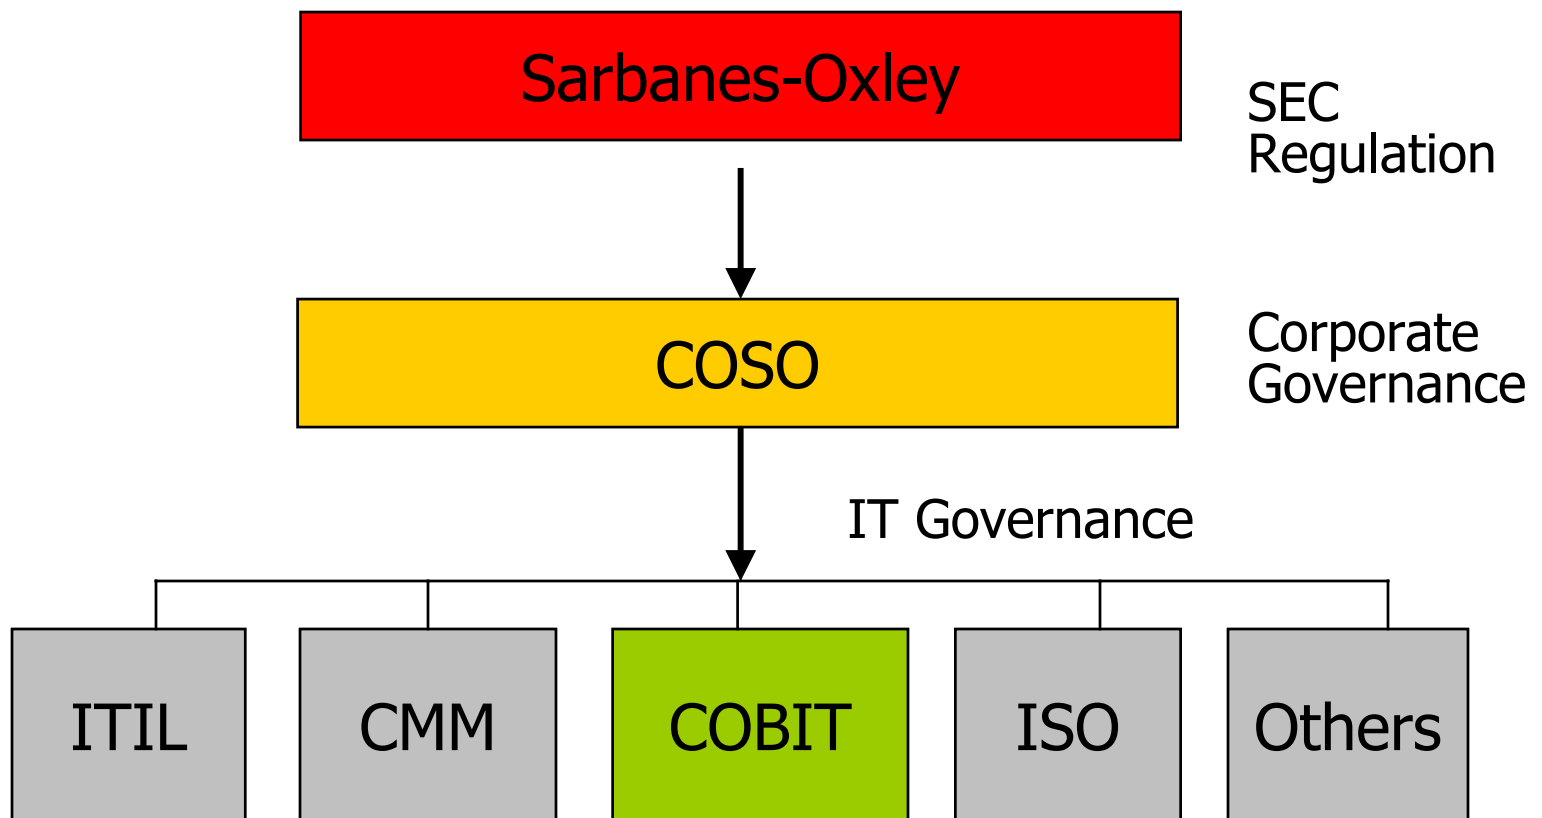 Sarbanes-Oxley
SEC
Regulation
COSO
Corporate
Governance
IT Governance
ITIL
CMM
COBIT
ISO
Others